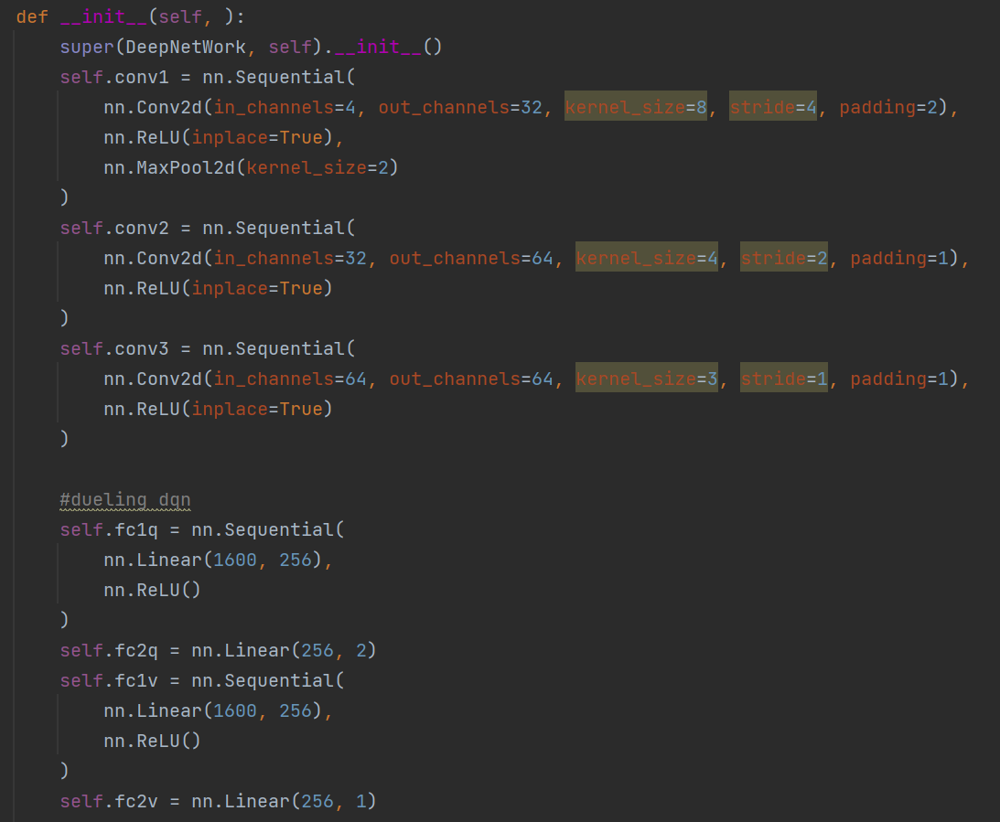 def __init__(self, ):
    super(DeepNetWork, self).__init__()
    self.conv1 = nn.Sequential(
        nn.Conv2d(in_channels=4, out_channels=32, kernel_size=8, stride=4, padding=2),
        nn.ReLU(inplace=True),
        nn.MaxPool2d(kernel_size=2)
    )
    self.conv2 = nn.Sequential(
        nn.Conv2d(in_channels=32, out_channels=64, kernel_size=4, stride=2, padding=1),
        nn.ReLU(inplace=True)
    )
    self.conv3 = nn.Sequential(
        nn.Conv2d(in_channels=64, out_channels=64, kernel_size=3, stride=1, padding=1),
        nn.ReLU(inplace=True)
    )
    #dueling dqn
    self.fc1q = nn.Sequential(
        nn.Linear(1600, 256),
        nn.ReLU()
    )
    self.fc2q = nn.Linear(256, 2)
    self.fc1v = nn.Sequential(
        nn.Linear(1600, 256),
        nn.ReLU()
    )
    self.fc2v = nn.Linear(256, 1)